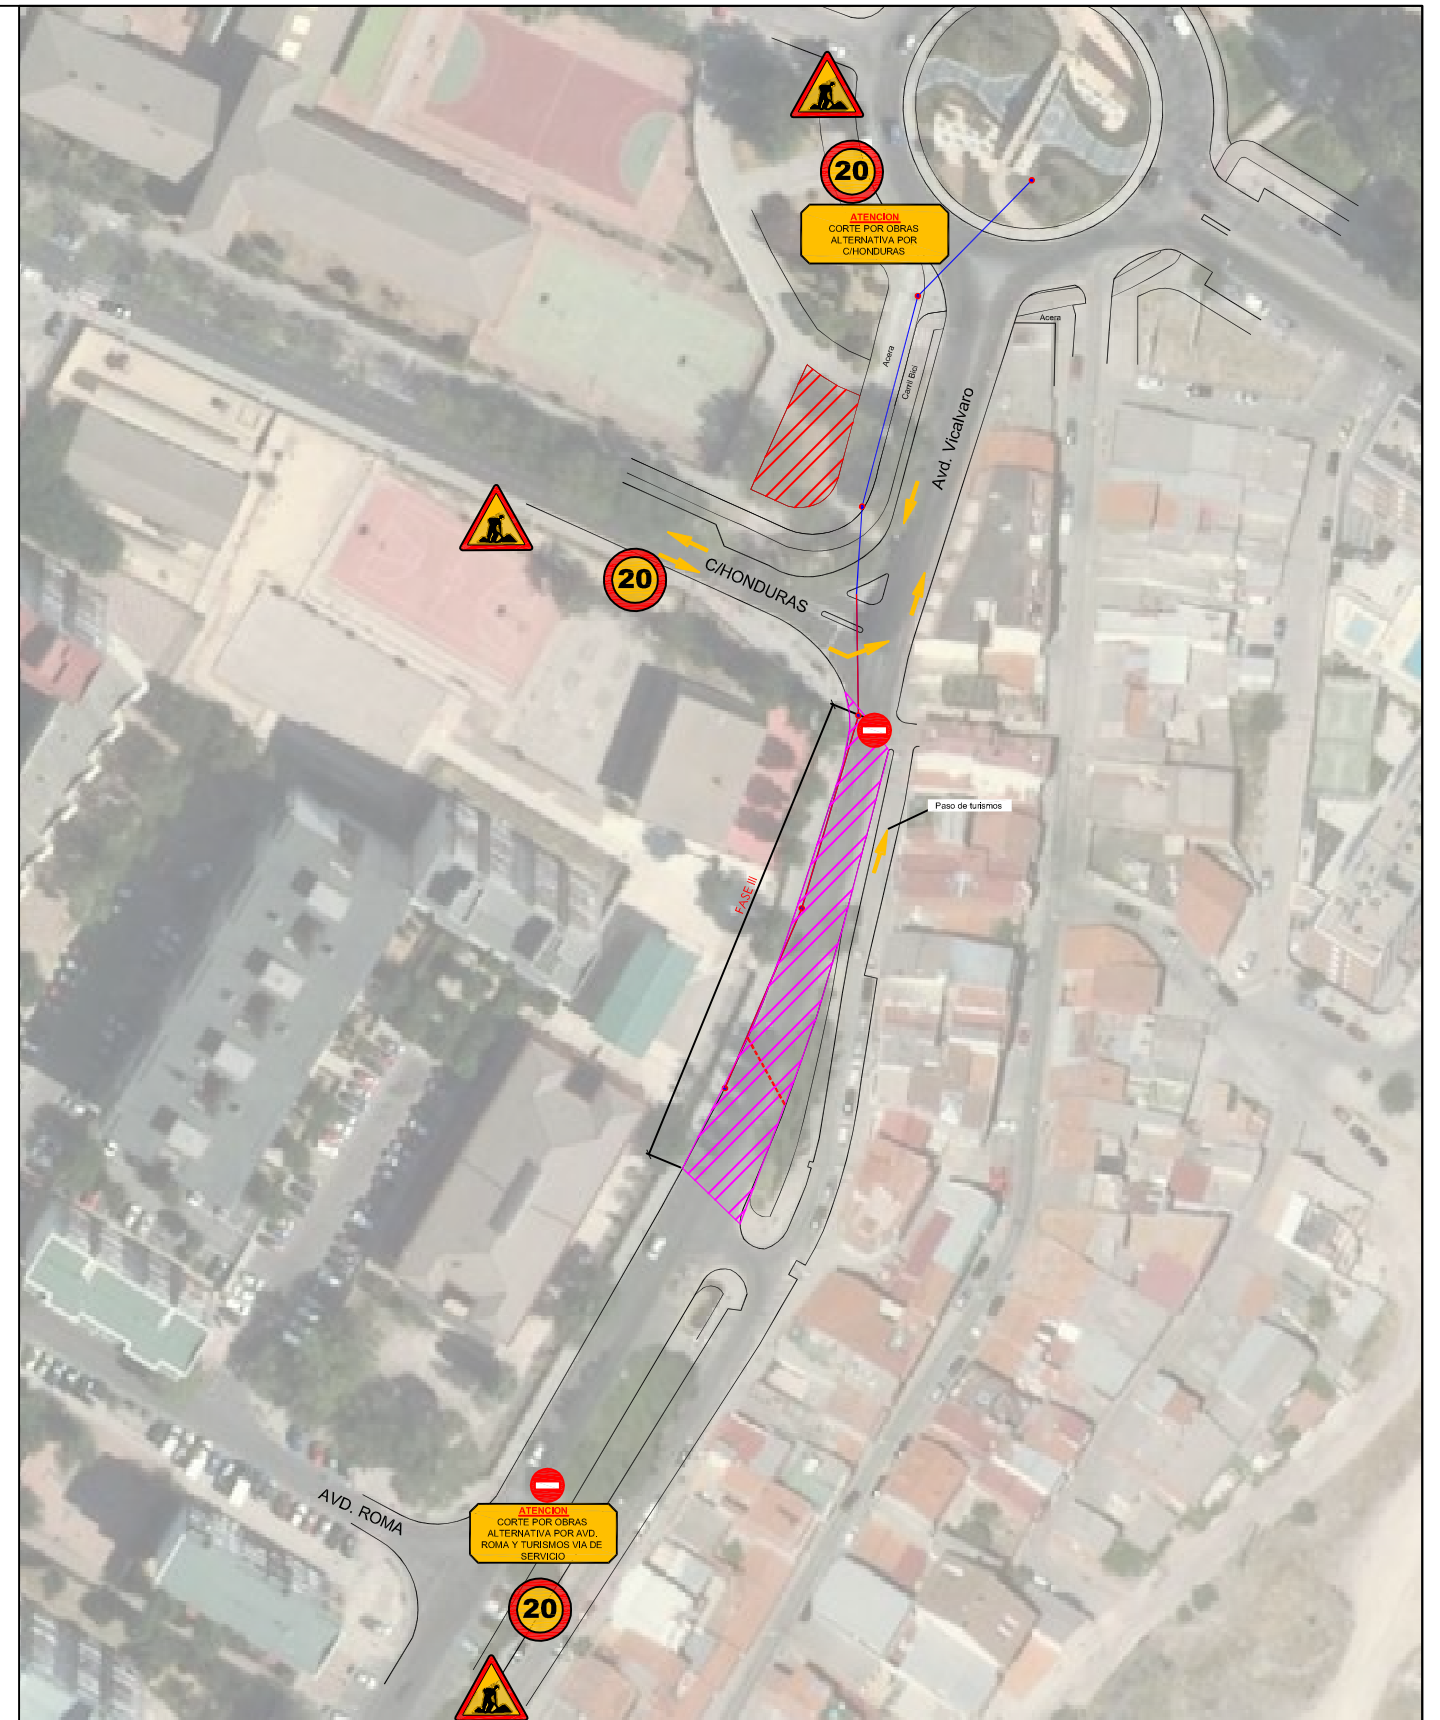 20
ATENCION
CORTE POR OBRAS
ALTERNATIVA POR
C/HONDURAS
Acera
Acera
Carril Bici
Avd. Vicalvaro
C/HONDURAS
20
Paso de turismos
FASE III
AVD. ROMA
ATENCION
CORTE POR OBRAS
ALTERNATIVA POR AVD.
ROMA Y TURISMOS VIA DE
SERVICIO
20